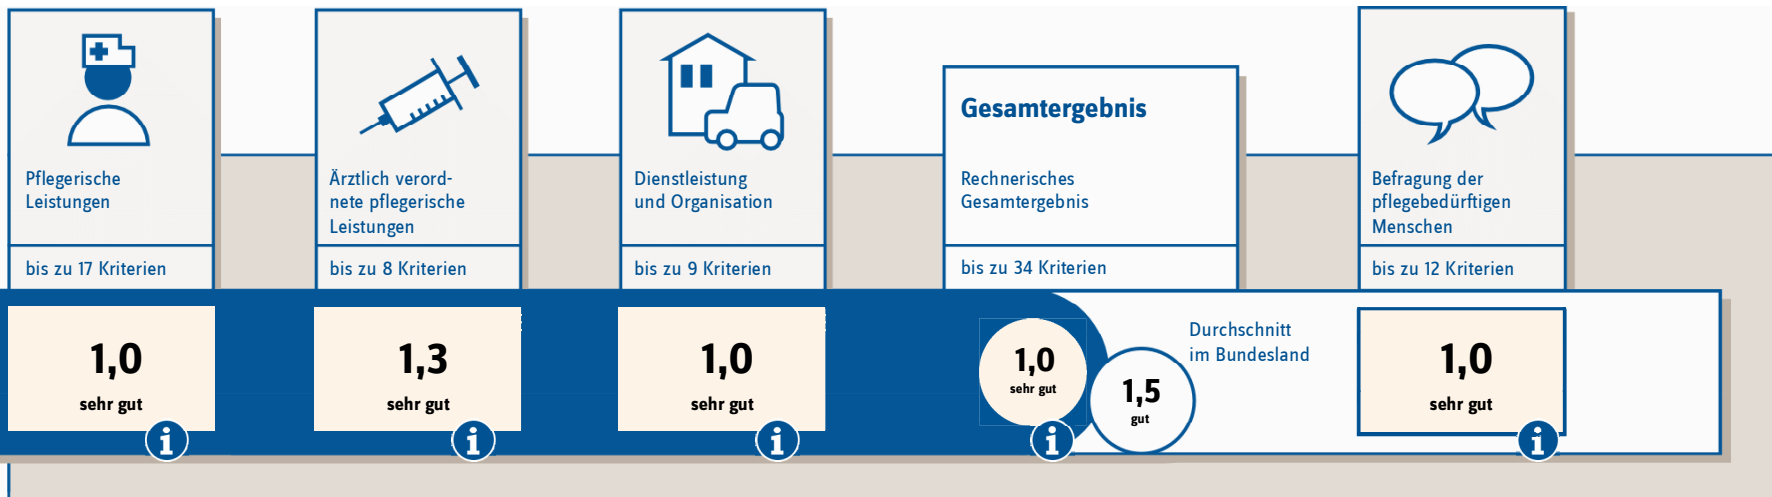 Pflegerische
Leistungen
bis zu 17 Kriterien
1,0
sehr gut
i
Ärztlich verord-
nete pflegerische
Leistungen
bis zu 8 Kriterien
1,3
sehr gut
i
Dienstleistung
und Organisation
bis zu 9 Kriterien
1,0
sehr gut
i
Gesamtergebnis
Rechnerisches
Gesamtergebnis
bis zu 34 Kriterien
1,0
sehr gut
i
Durchschnitt
im Bundesland
1,5
gut
Befragung der
pflegebedürftigen
Menschen
bis zu 12 Kriterien
1,0
sehr gut
i